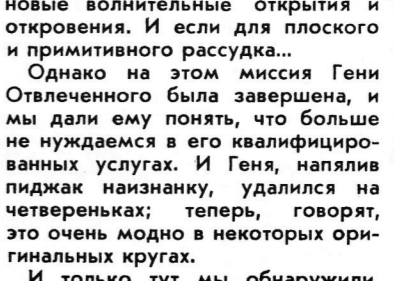 новые волнительные открытия и
откровения. И если для плоского
и примитивного рассудка...
Однако на этом миссия Гени
Отвлеченного была завершена, и
мы дали ему понять, что больше
не нуждаемся в его квалифициро-
ванных услугах. И Геня, напялив
пиджак наизнанку, удалился на
четвереньках; теперь, говорят,
это очень модно в некоторых ори-
гинальных кругах.
И только тут мы обнаружили,